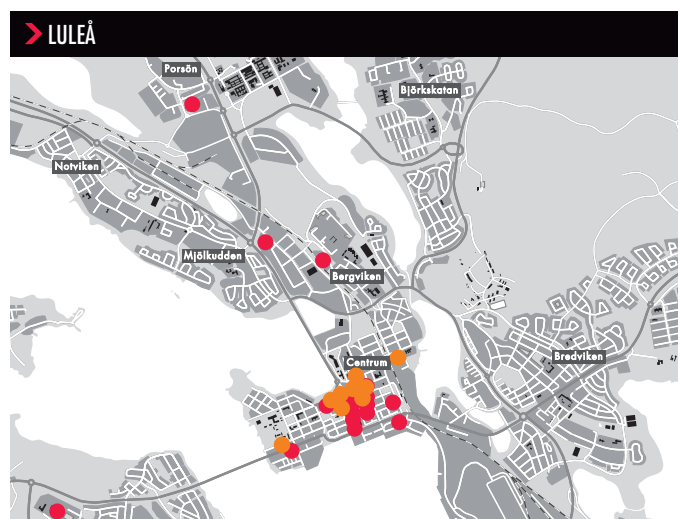 LULEÅ
Porsön
Björkskatan
Notviken
Mjölkudden
Bergviken
Centrum
Bredviken